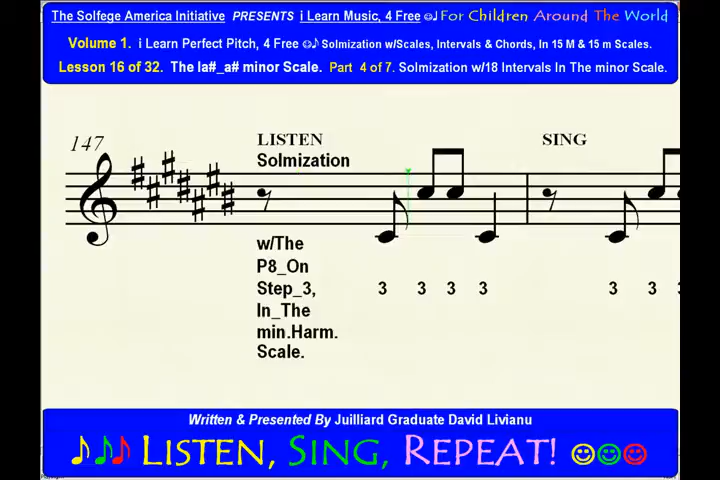 The Solfege America Initiative PRESENTS i Learn Music, 4 Free For Children Around The World
Volume 1. i Learn Perfect Pitch, 4 Free Solmization w/Scales, Intervals & Chords, In 15 M & 15 m Scales.
Lesson 16 of 32. The la#_a# minor Scale. Part 4 of 7. Solmization w/18 Intervals In The minor Scale.
147
LISTEN SING
Solmization
w/The
P8_On
Step_3, 3 3 3 3 3 3 3
In_The
min.Harm.
Scale.
Written & Presented By Juilliard Graduate David Livianu
LISTEN, SING, REPEAT!